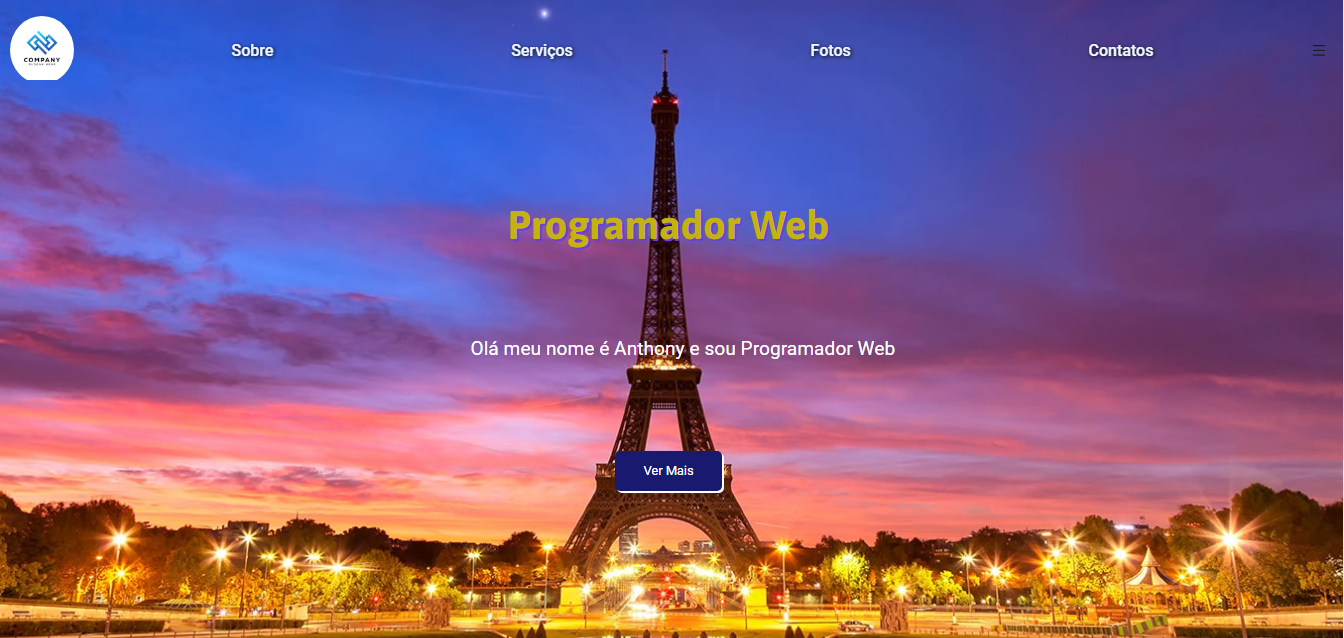 COMPANY
Sobre
Serviços
Fotos
Contatos
Programador Web
Olá meu nome é Anthony e sou Programador Web
Ver Mais